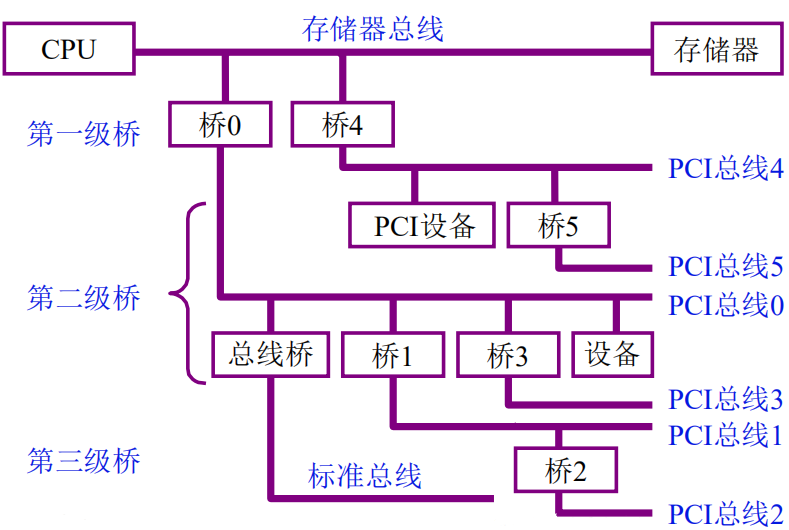 存储器总线
CPU
存储器
第一级桥
桥0
桥4
PCI总线4
PCI设备
桥5
PCI总线5
第二级桥
PCI总线0
总线桥
桥1
桥3
设备
PCI总线3
PCI总线1
第三级桥
标准总线
桥2
PCI总线2